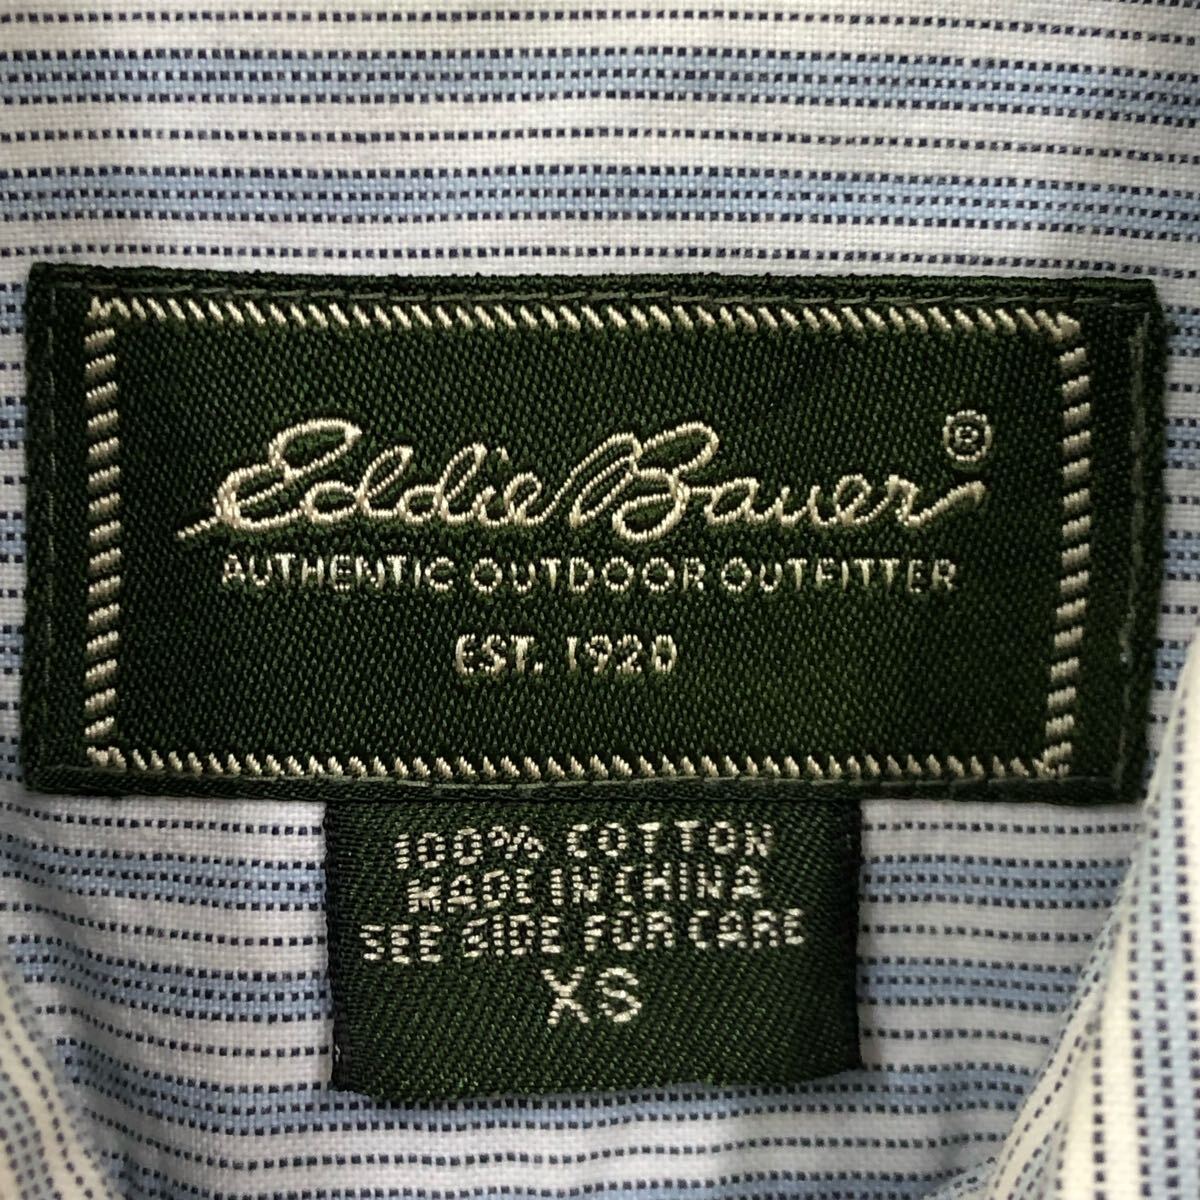 Eddie Bauer®
AUTHENTIC OUTDOOR OUTFITTER
EST. 1920
100% COTTON
MADE IN CHINA
SEE SIDE FOR CARE
XS